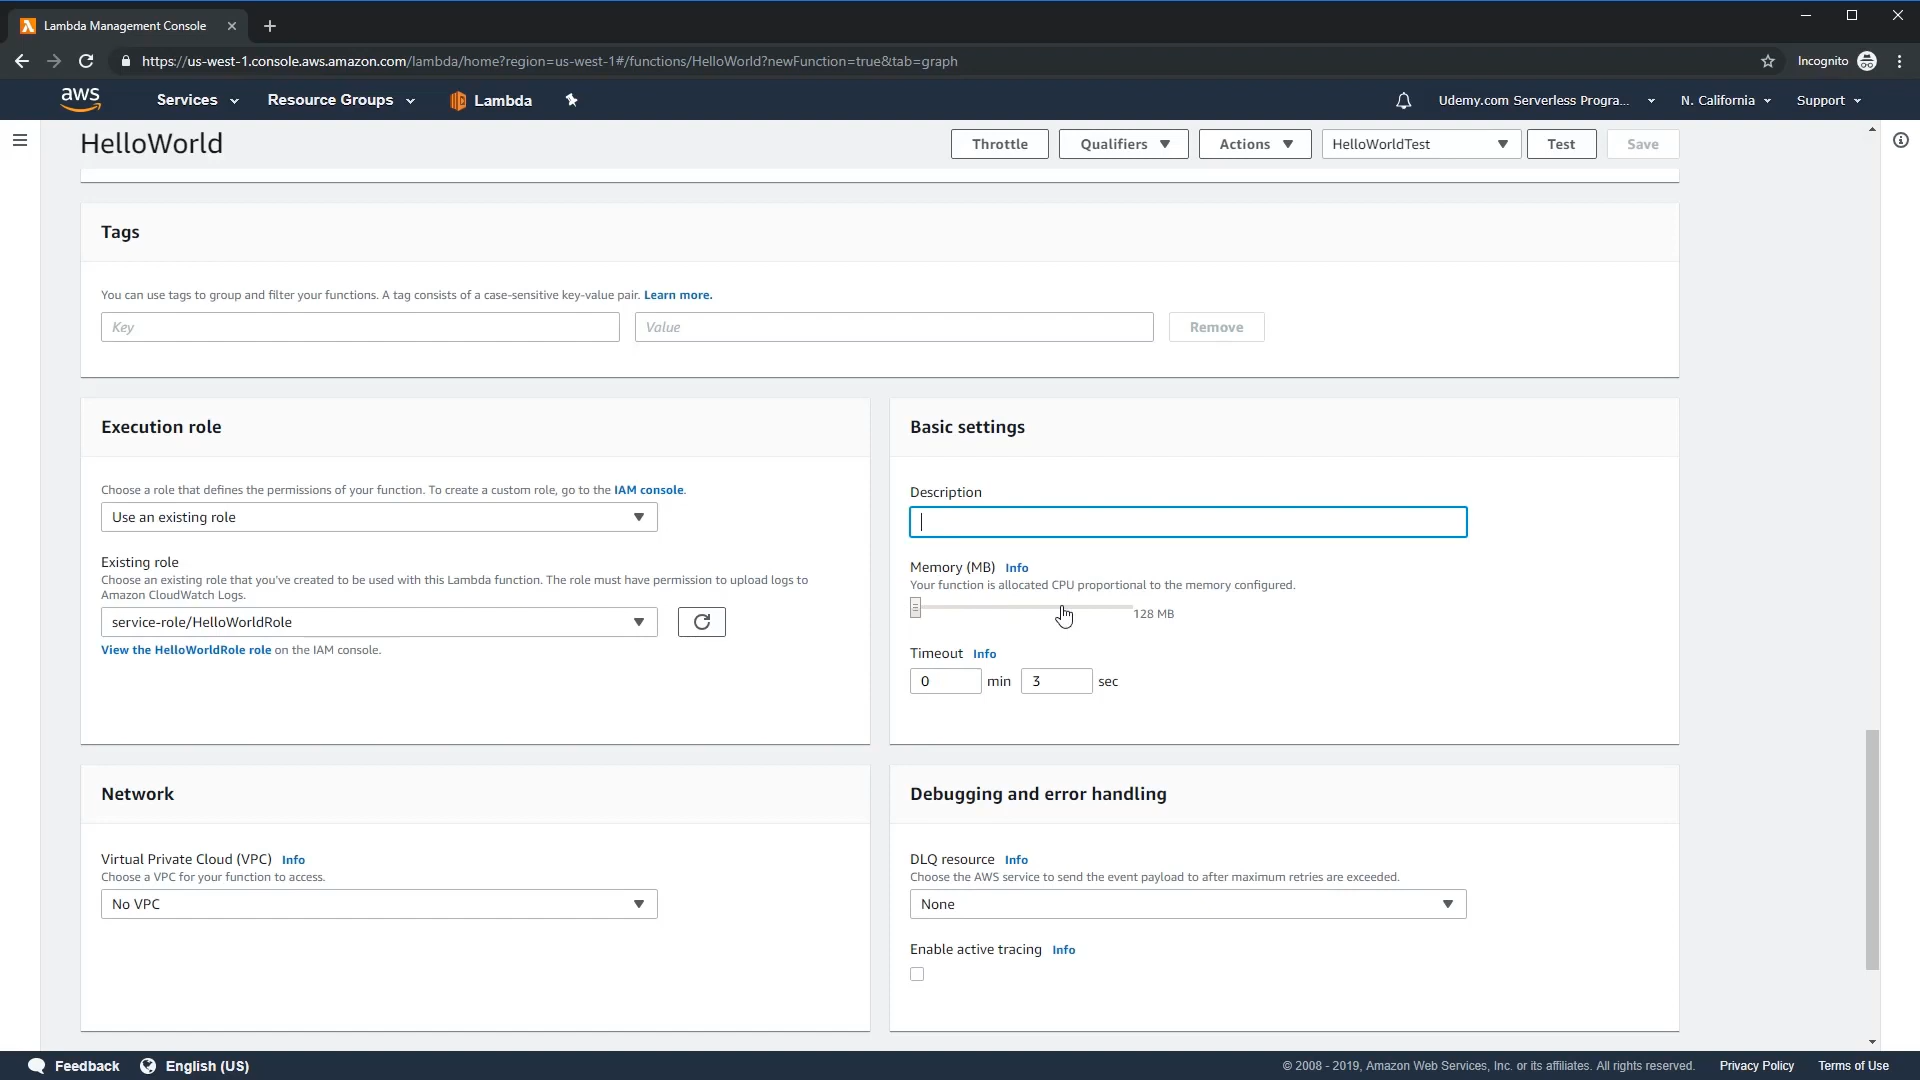 Lambda Management Console
https://us-west-1.console.aws.amazon.com/lambda/home?region=us-west-1#/functions/HelloWorld?newFunction=true&tab=graph
Incognito
aws
Services
Resource Groups
Lambda
Udemy.com Serverless Progra...
N. California
Support
HelloWorld
Throttle
Qualifiers
Actions
HelloWorldTest
Test
Save
Tags
You can use tags to group and filter your functions. A tag consists of a case-sensitive key-value pair. Learn more.
Key
Value
Remove
Execution role
Choose a role that defines the permissions of your function. To create a custom role, go to the IAM console.
Use an existing role
Existing role
Choose an existing role that you've created to be used with this Lambda function. The role must have permission to upload logs to
Amazon CloudWatch Logs.
service-role/HelloWorldRole
View the HelloWorldRole role on the IAM console.
Basic settings
Description
Memory (MB) Info
Your function is allocated CPU proportional to the memory configured.
128 MB
Timeout Info
0 min 3 sec
Network
Virtual Private Cloud (VPC) Info
Choose a VPC for your function to access.
No VPC
Debugging and error handling
DLQ resource Info
Choose the AWS service to send the event payload to after maximum retries are exceeded.
None
Enable active tracing Info
Feedback
English (US)
© 2008 - 2019, Amazon Web Services, Inc. or its affiliates. All rights reserved.
Privacy Policy
Terms of Use